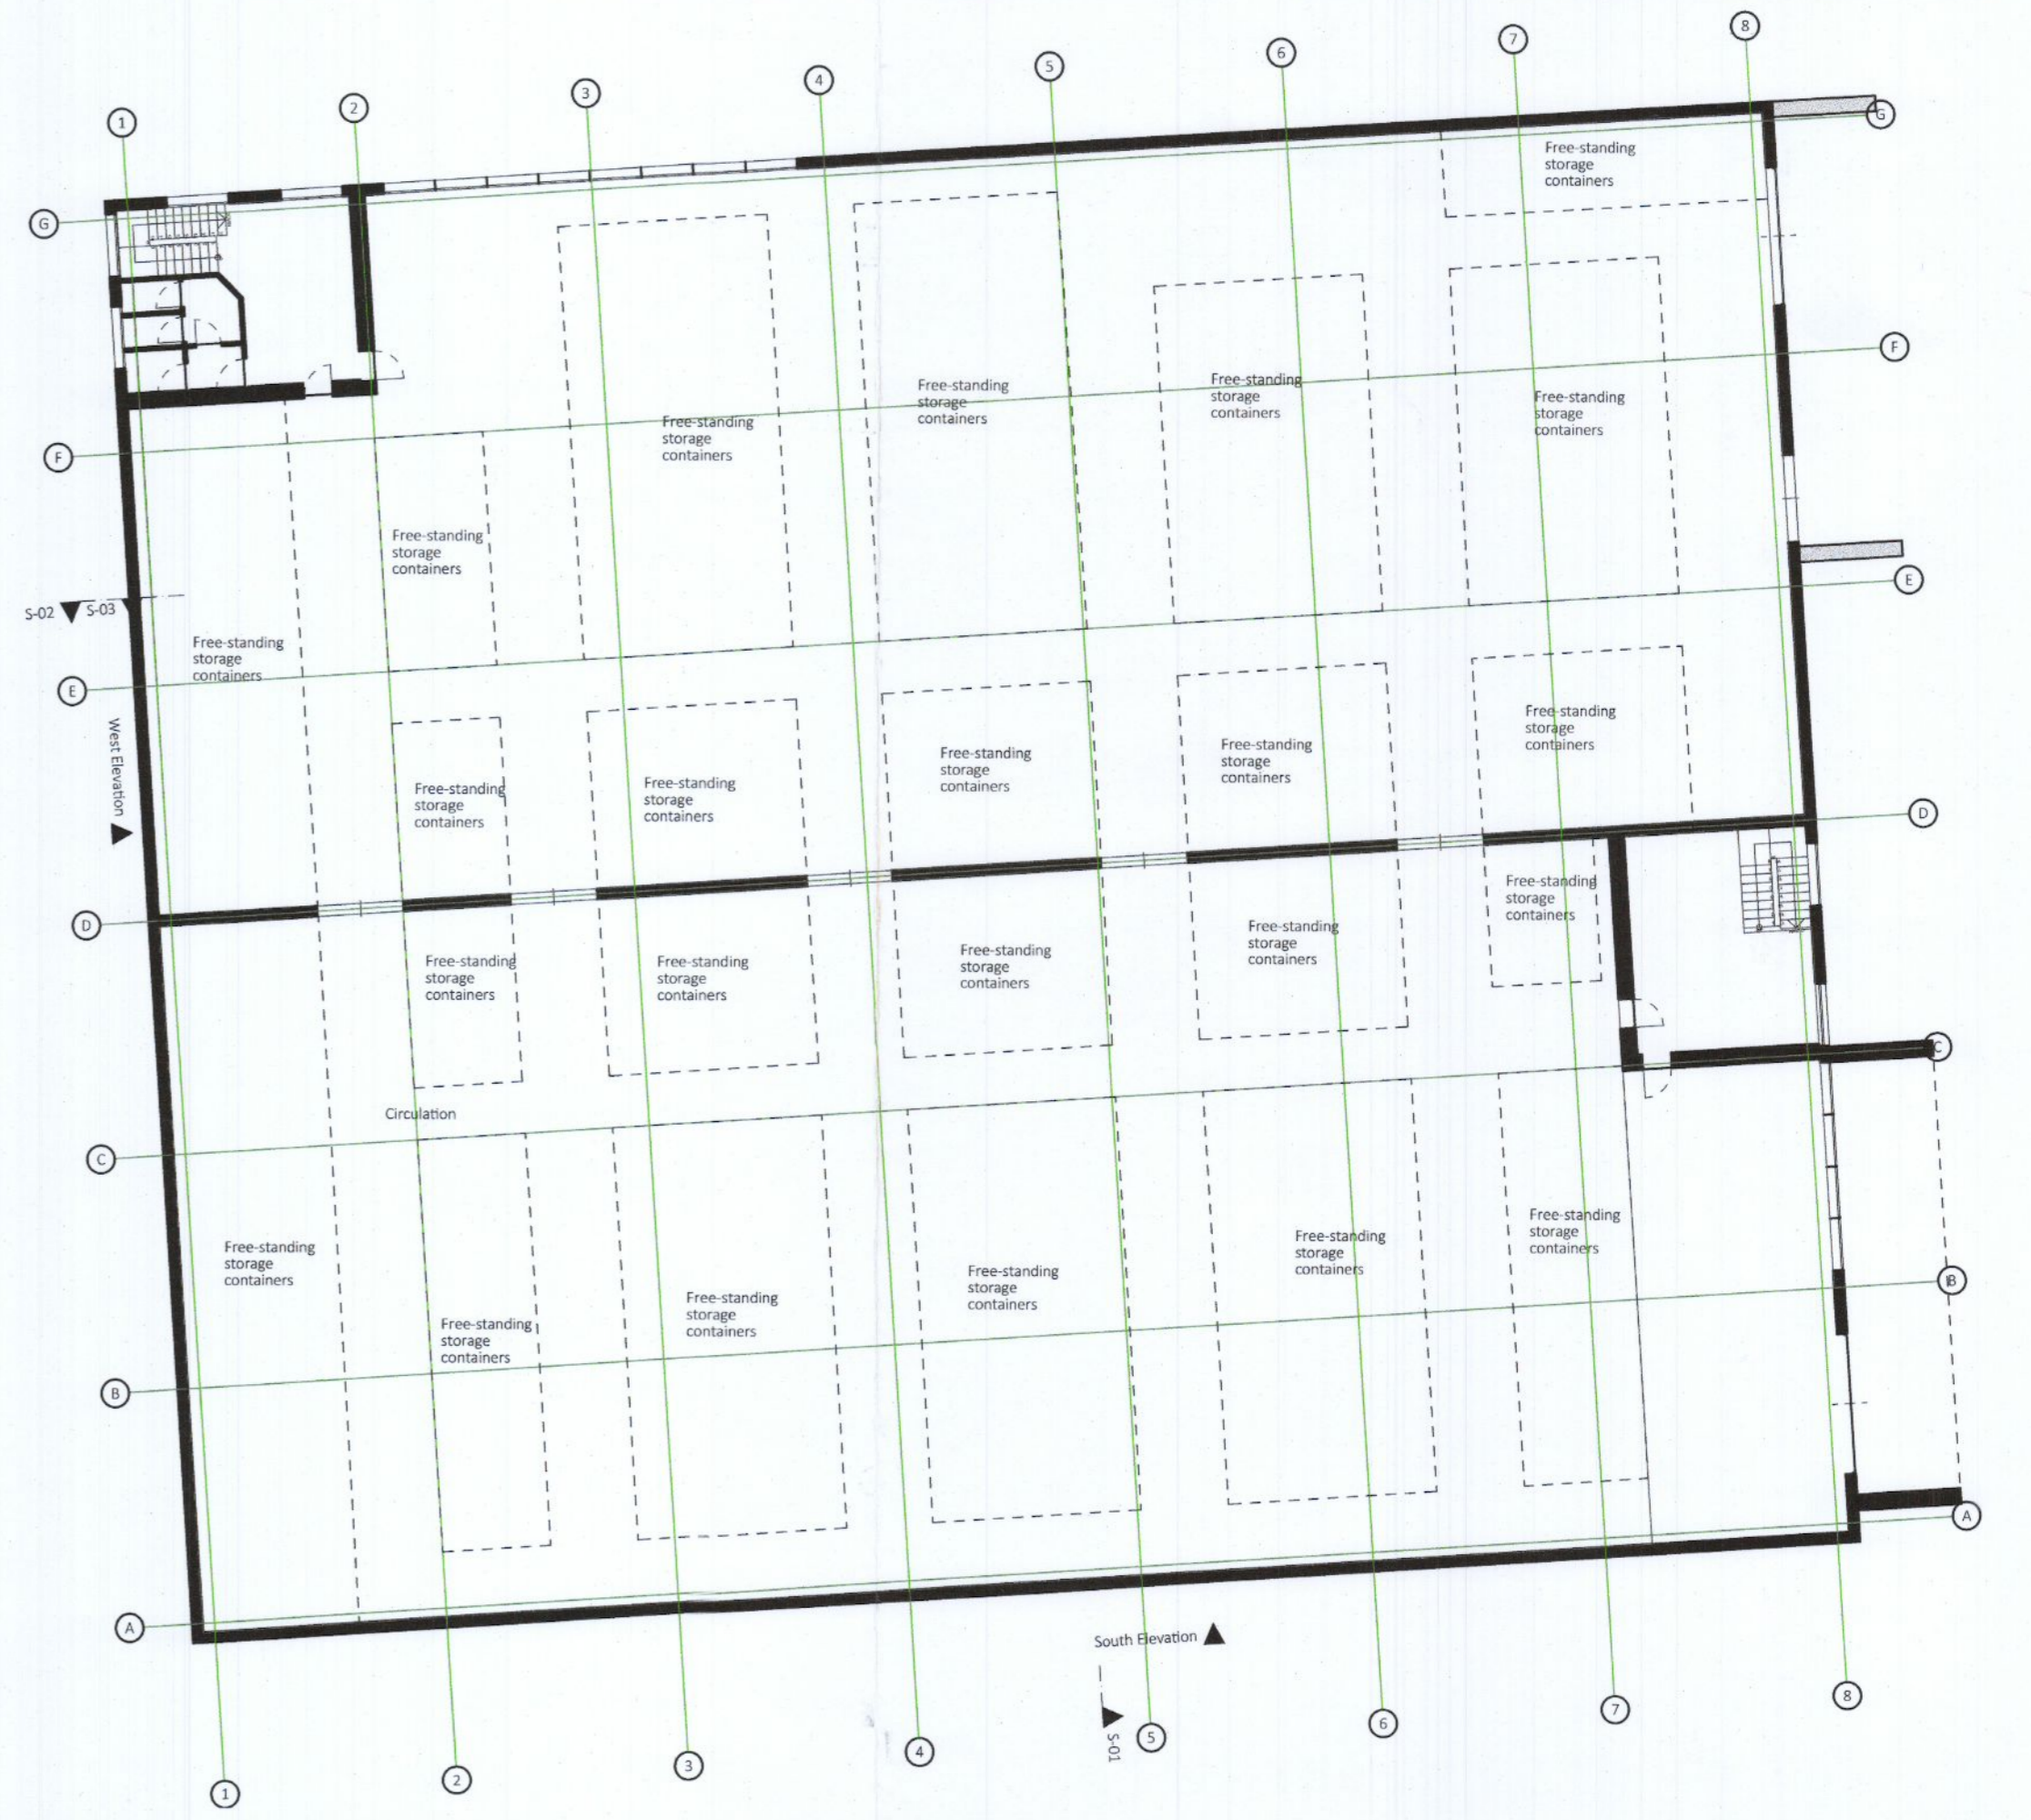 8
7
6
5
4
3
2
1
G
Free-standing
storage
containers
G
F
Free-standing
storage
containers
Free-standing
storage
containers
Free-standing
storage
containers
Free-standing
storage
containers
F
Free-standing
storage
containers
E
S-02
S-03
Free-standing
storage
containers
E
West Elevation
Free-standing
storage
containers
Free-standing
storage
containers
Free-standing
storage
containers
Free-standing
storage
containers
Free-standing
storage
containers
D
D
Free-standing
storage
containers
Free-standing
storage
containers
Free-standing
storage
containers
Free-standing
storage
containers
Free-standing
storage
containers
C
Circulation
C
Free-standing
storage
containers
Free-standing
storage
containers
Free-standing
storage
containers
Free-standing
storage
containers
Free-standing
storage
containers
Free-standing
storage
containers
B
B
A
A
South Elevation
S-01
8
7
6
5
4
3
2
1